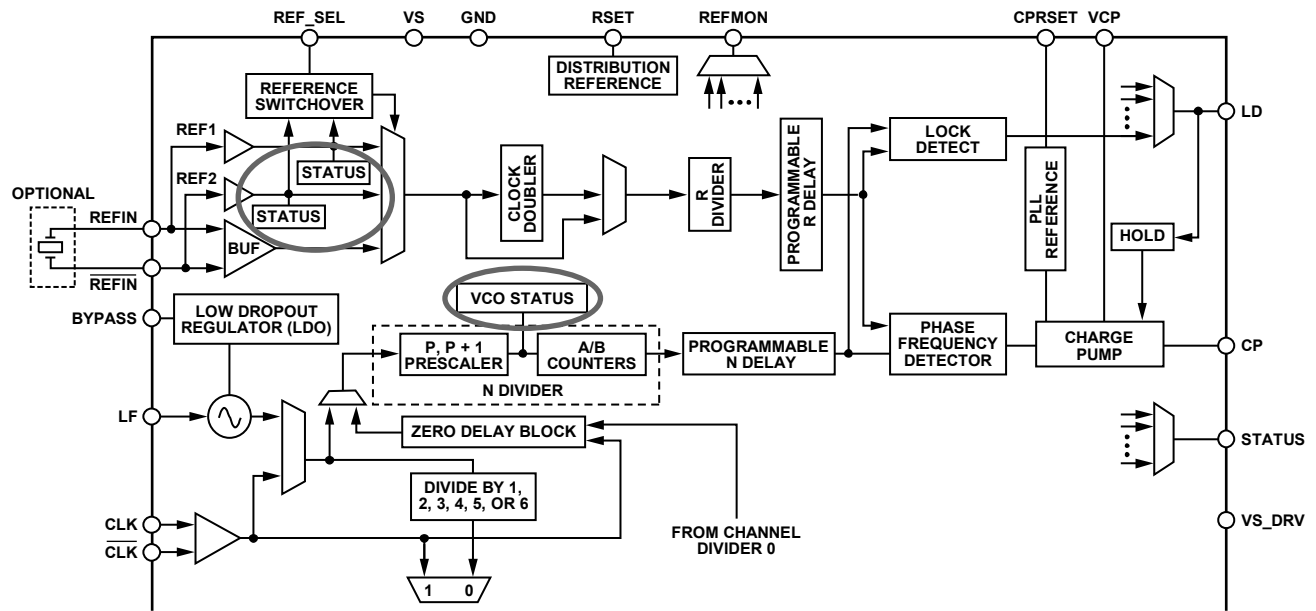 REF_SEL
VS
GND
RSET
REFMON
CPRSET
VCP
DISTRIBUTION
REFERENCE
REFERENCE
SWITCHOVER
LD
REF1
STATUS
LOCK
DETECT
REF2
STATUS
OPTIONAL
REFIN
BUF
REFIN
CLOCK
DOUBLER
R
DIVIDER
PROGRAMMABLE
R DELAY
PLL
REFERENCE
HOLD
VCO STATUS
BYPASS
LOW DROPOUT
REGULATOR (LDO)
P, P + 1
PRESCALER
A/B
COUNTERS
N DIVIDER
PROGRAMMABLE
N DELAY
PHASE
FREQUENCY
DETECTOR
CHARGE
PUMP
CP
LF
ZERO DELAY BLOCK
STATUS
DIVIDE BY 1,
2, 3, 4, 5, OR 6
CLK
CLK
FROM CHANNEL
DIVIDER 0
VS_DRV
1 0